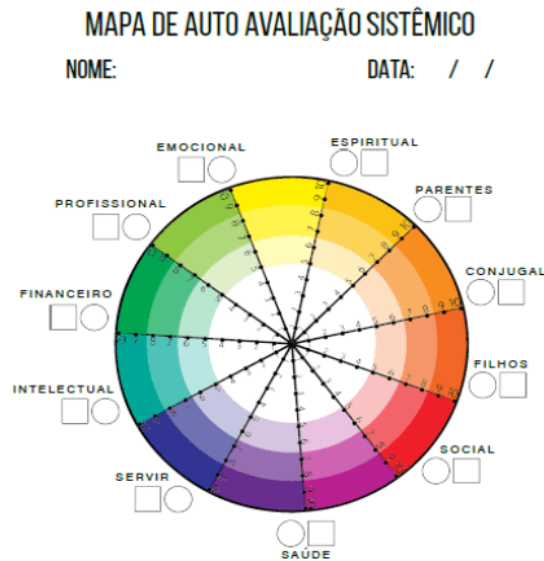 MAPA DE AUTO AVALIAÇÃO SISTÊMICO
NOME: DATA: / /
EMOCIONAL
ESPIRITUAL
PROFISSIONAL
PARENTES
FINANCEIRO
CONJUGAL
INTELECTUAL
FILHOS
SERVIR
SOCIAL
SAÚDE